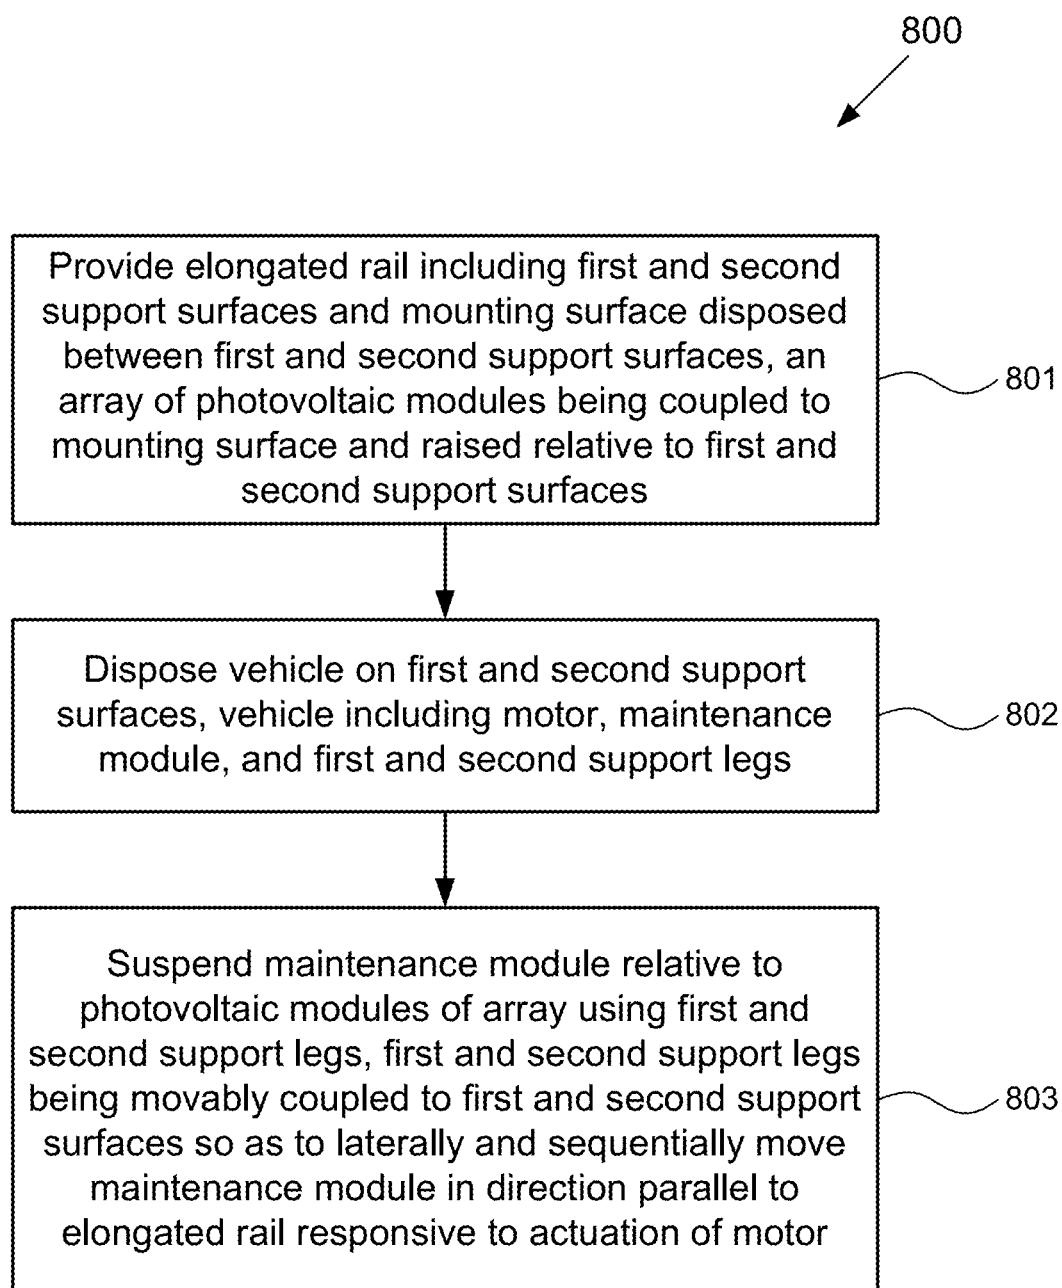 800
Provide elongated rail including first and second
support surfaces and mounting surface disposed
between first and second support surfaces, an
array of photovoltaic modules being coupled to
mounting surface and raised relative to first and
second support surfaces
801
Dispose vehicle on first and second support
surfaces, vehicle including motor, maintenance
module, and first and second support legs
802
Suspend maintenance module relative to
photovoltaic modules of array using first and
second support legs, first and second support legs
being movably coupled to first and second support
surfaces so as to laterally and sequentially move
maintenance module in direction parallel to
elongated rail responsive to actuation of motor
803